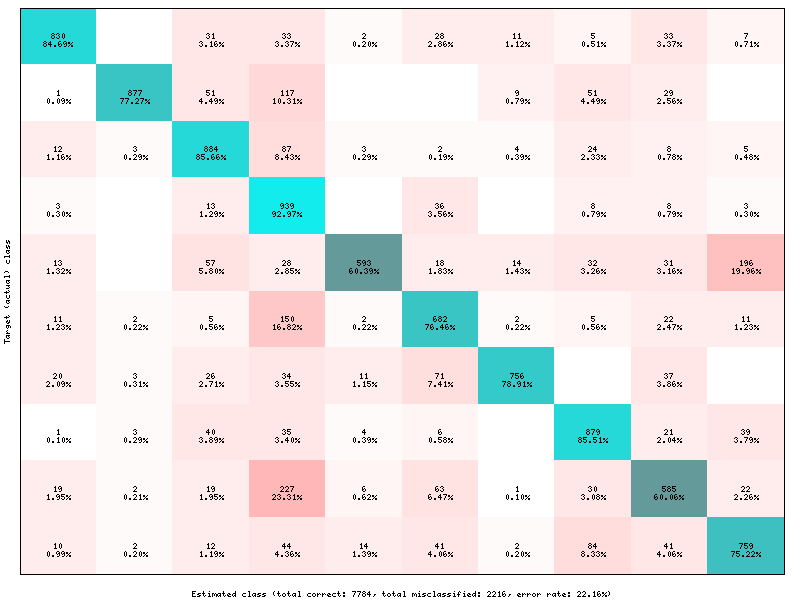 830 31 33 2 28 11 5 33 7
84.69% 3.16% 3.37% 0.20% 2.86% 1.12% 0.51% 3.37% 0.71%
1 877 51 117 9 51 29
0.09% 77.27% 4.49% 10.31% 0.79% 4.49% 2.56%
12 3 884 87 3 2 4 24 8 5
1.16% 0.29% 85.66% 8.43% 0.29% 0.19% 0.39% 2.33% 0.78% 0.48%
3 13 939 36 8 8 3
0.30% 1.29% 92.97% 3.56% 0.79% 0.79% 0.30%
13 57 28 593 18 14 32 31 196
1.32% 5.80% 2.85% 60.39% 1.83% 1.43% 3.26% 3.16% 19.96%
11 2 5 150 2 682 2 5 22 11
1.23% 0.22% 0.56% 16.82% 0.22% 76.46% 0.22% 0.56% 2.47% 1.23%
20 3 26 34 11 71 756 37
2.09% 0.31% 2.71% 3.55% 1.15% 7.41% 78.91% 3.86%
1 3 40 35 4 6 879 21 39
0.10% 0.29% 3.89% 3.40% 0.39% 0.58% 85.51% 2.04% 3.79%
19 2 19 227 6 63 1 30 585 22
1.95% 0.21% 1.95% 23.31% 0.62% 6.47% 0.10% 3.08% 60.06% 2.26%
10 2 12 44 14 41 2 84 41 759
0.99% 0.20% 1.19% 4.36% 1.39% 4.06% 0.20% 8.33% 4.06% 75.22%
Target (actual) class
Estimated class (total correct: 7784, total misclassified: 2216, error rate: 22.16%)